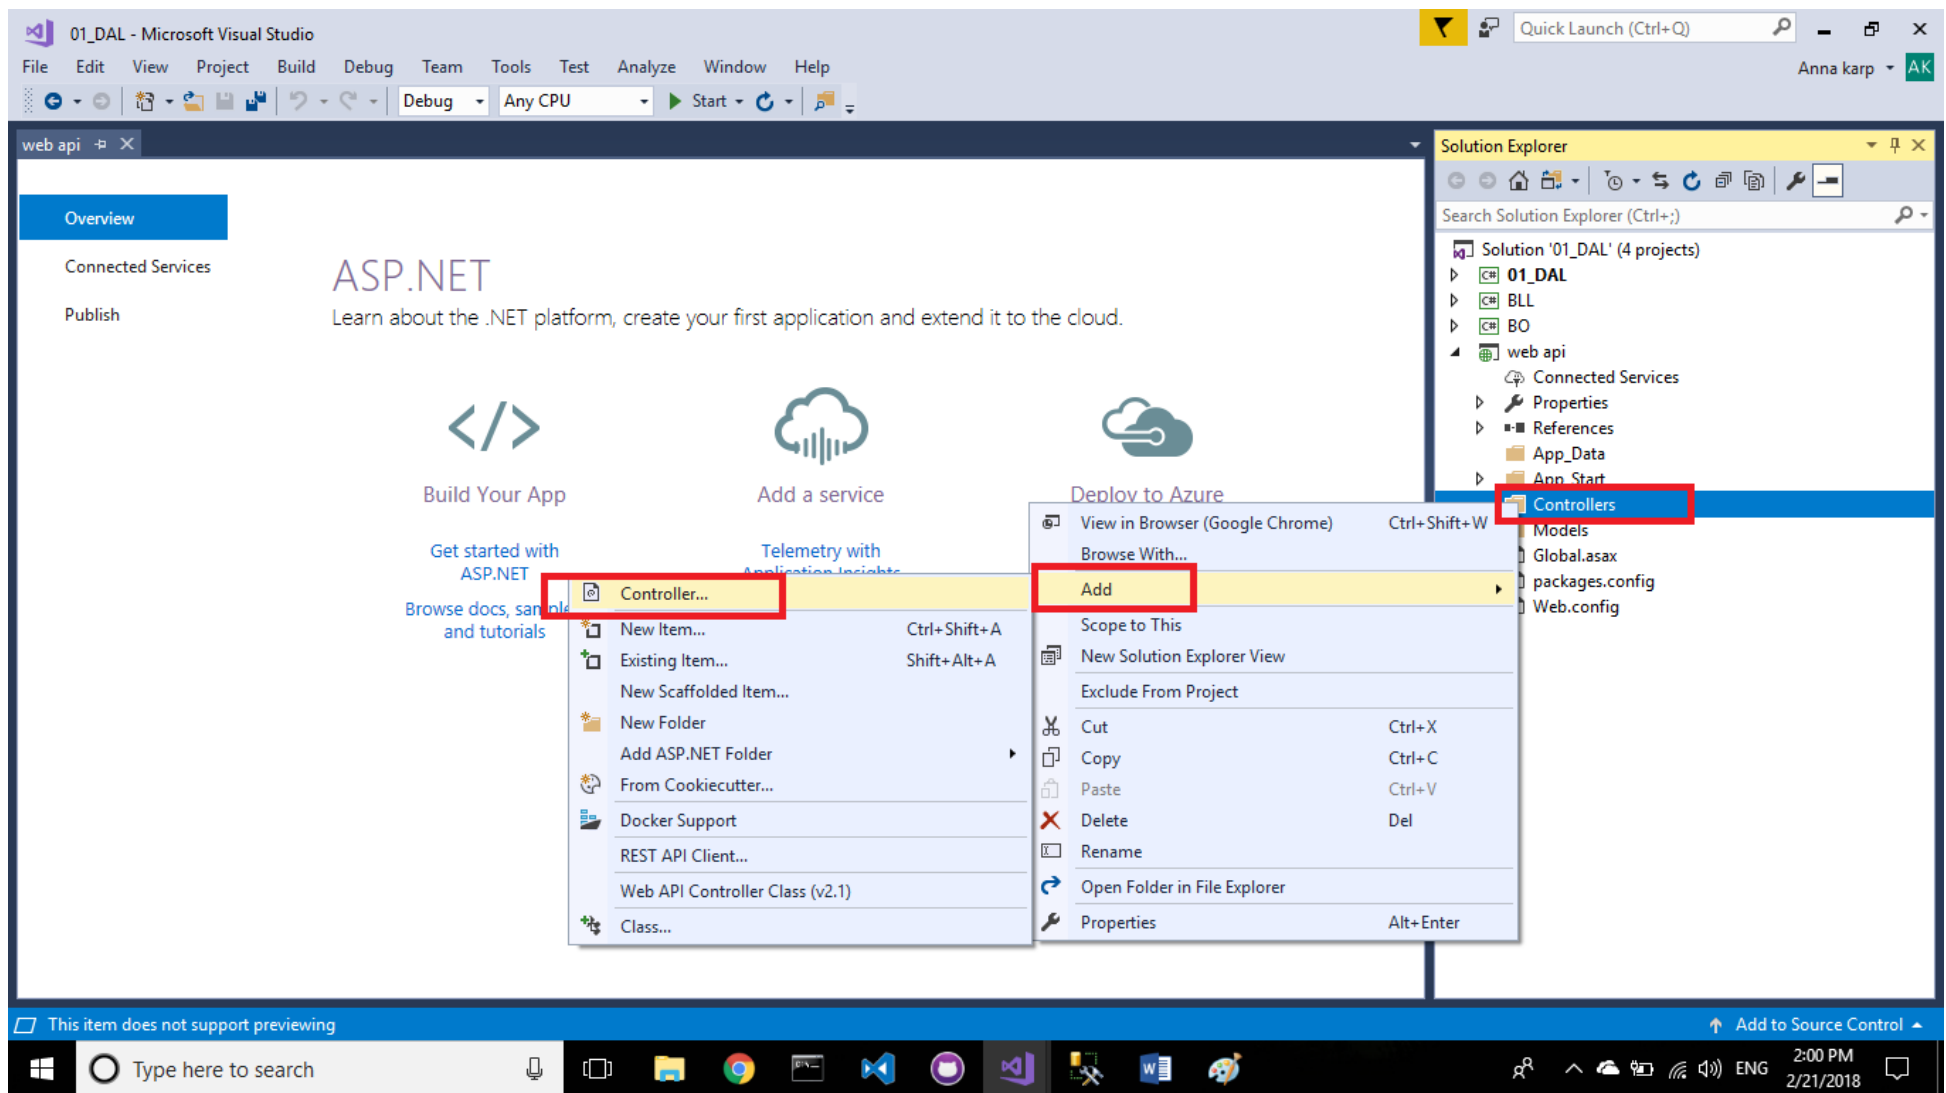 01_DAL - Microsoft Visual Studio
Quick Launch (Ctrl+Q)
File Edit View Project Build Debug Team Tools Test Analyze Window Help
Anna karp AK
Debug Any CPU Start
web api
Overview
Connected Services
Publish
ASP.NET
Learn about the .NET platform, create your first application and extend it to the cloud.
Build Your App
Get started with
ASP.NET
Browse docs, sample
and tutorials
Add a service
Telemetry with
Application Insights
Deploy to Azure
Controller...
New Item... Ctrl+Shift+A
Existing Item... Shift+Alt+A
New Scaffolded Item...
New Folder
Add ASP.NET Folder
From Cookiecutter...
Docker Support
REST API Client...
Web API Controller Class (v2.1)
Class...
View in Browser (Google Chrome) Ctrl+Shift+W
Browse With...
Add
Scope to This
New Solution Explorer View
Exclude From Project
Cut Ctrl+X
Copy Ctrl+C
Paste Ctrl+V
Delete Del
Rename
Open Folder in File Explorer
Properties Alt+Enter
Solution Explorer
Search Solution Explorer (Ctrl+;)
Solution '01_DAL' (4 projects)
C# 01_DAL
C# BLL
C# BO
web api
Connected Services
Properties
References
App_Data
App_Start
Controllers
Models
Global.asax
packages.config
Web.config
This item does not support previewing
Add to Source Control
Type here to search
ENG
2:00 PM
2/21/2018